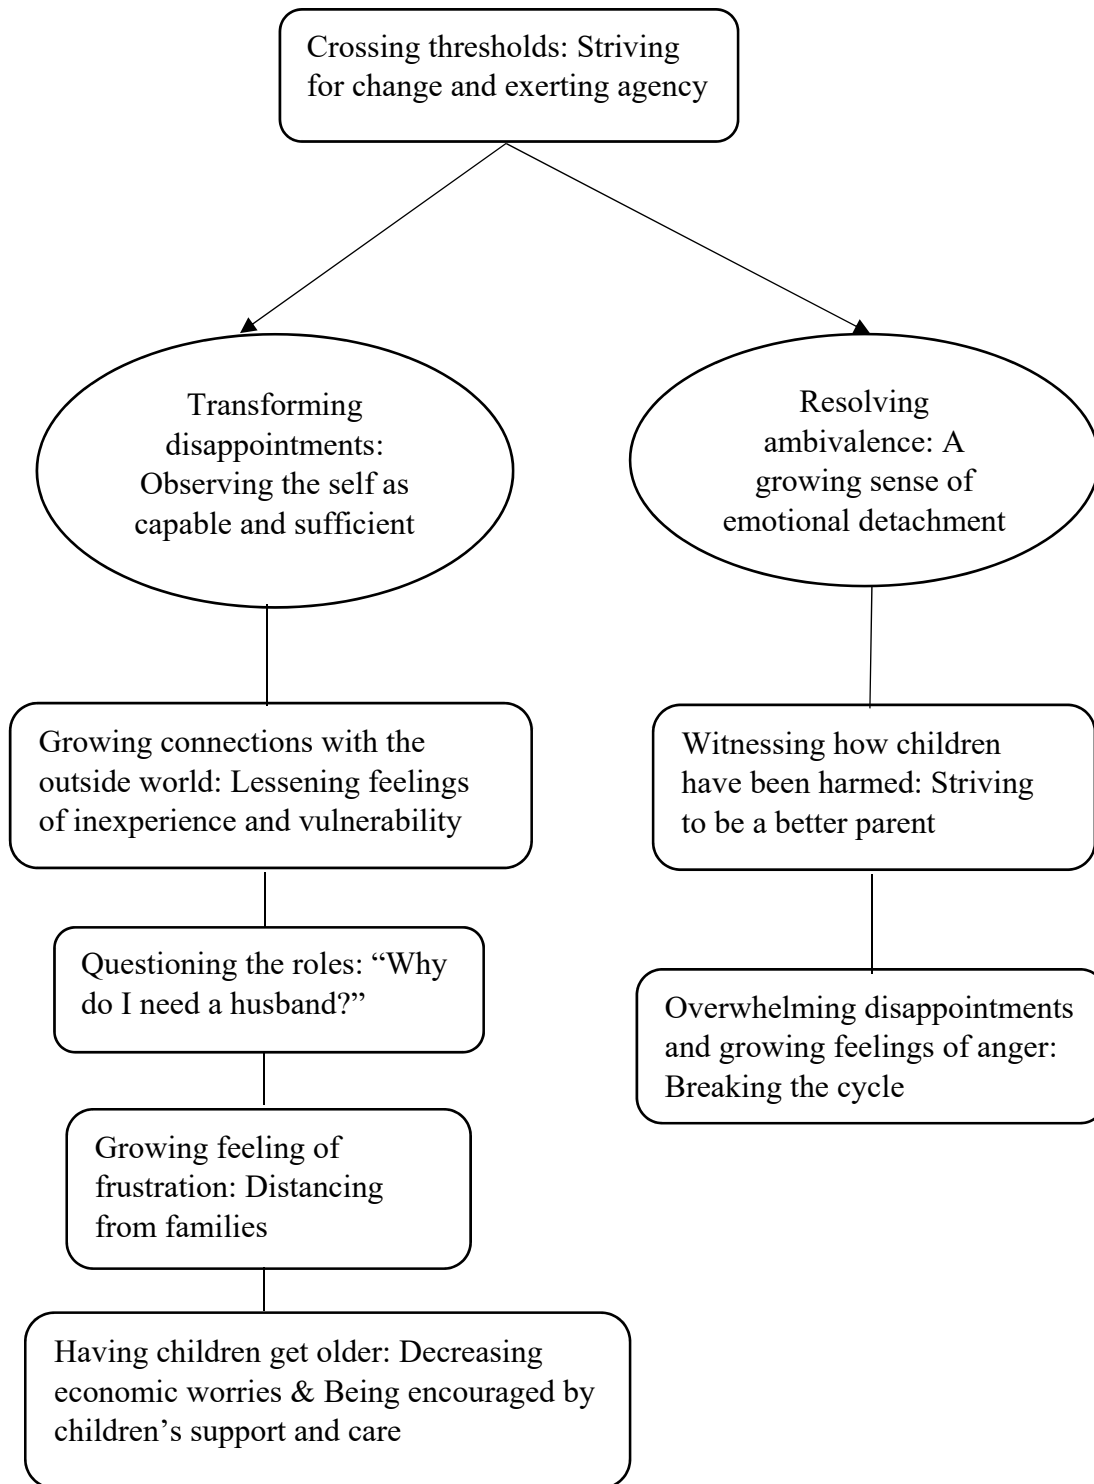 Crossing thresholds: Striving
for change and exerting agency
Transforming
disappointments:
Observing the self as
capable and sufficient
Resolving
ambivalence: A
growing sense of
emotional detachment
Growing connections with the
outside world: Lessening feelings
of inexperience and vulnerability
Witnessing how children
have been harmed: Striving
to be a better parent
Questioning the roles: “Why
do I need a husband?”
Overwhelming disappointments
and growing feelings of anger:
Breaking the cycle
Growing feeling of
frustration: Distancing
from families
Having children get older: Decreasing
economic worries & Being encouraged by
children’s support and care